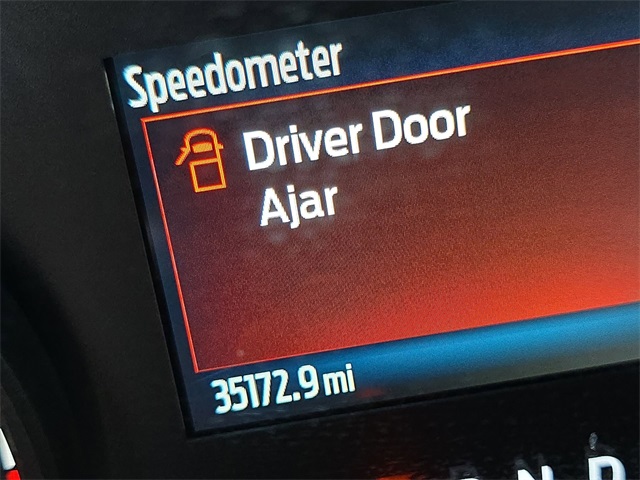 Speedometer
Driver Door
Ajar
35172.9 mi
N D